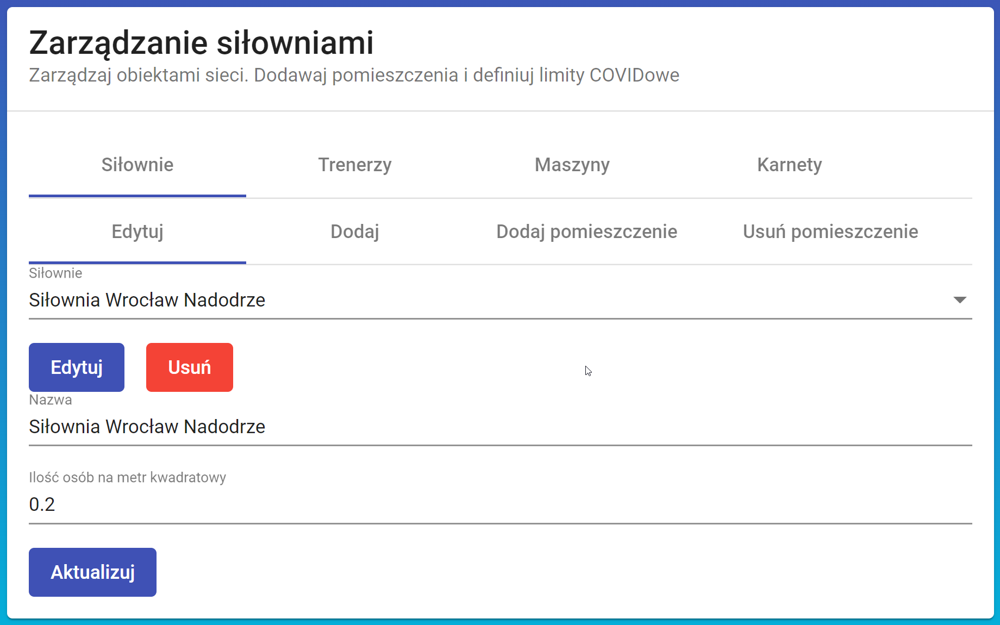 Zarządzanie siłowniami
Zarządzaj obiektami sieci. Dodawaj pomieszczenia i definiuj limity COVIDowe
Siłownie Trenerzy Maszyny Karnety
Edytuj Dodaj Dodaj pomieszczenie Usuń pomieszczenie
Siłownie
Siłownia Wrocław Nadodrze
Edytuj Usuń
Nazwa
Siłownia Wrocław Nadodrze
Ilość osób na metr kwadratowy
0.2
Aktualizuj